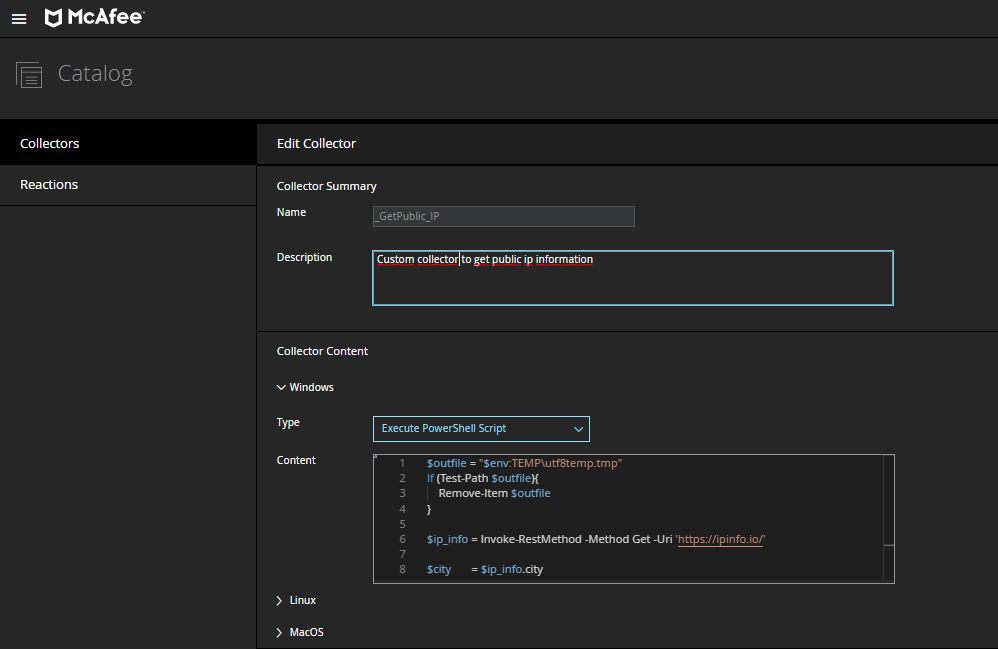 McAfee™
Catalog
Collectors
Reactions
Edit Collector
Collector Summary
Name
_GetPublic_IP
Description
Custom collector to get public ip information
Collector Content
Windows
Type
Execute PowerShell Script
Content
1 $outfile = "$env:TEMP\utf8temp.tmp"
2 If (Test-Path $outfile){
3 Remove-Item $outfile
4 }
5
6 $ip_info = Invoke-RestMethod -Method Get -Uri 'https://ipinfo.io/'
7
8 $city = $ip_info.city
Linux
MacOS